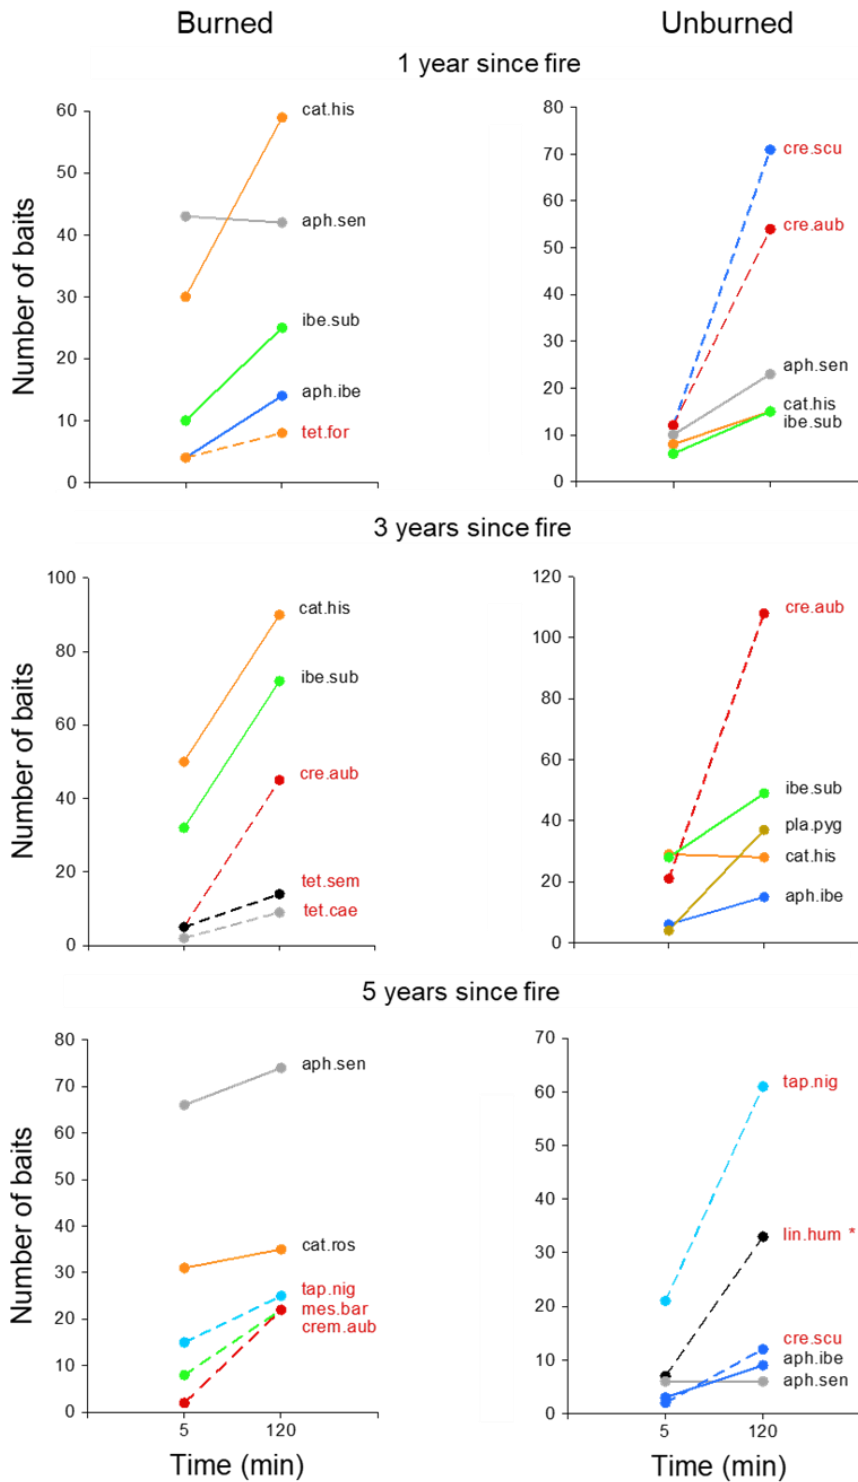 Burned
Unburned
1 year since fire
60
50
40
30
20
10
0
Number of baits
cat.his
aph.sen
ibe.sub
aph.ibe
tet.for
80
70
60
50
40
30
20
10
0
cre.scu
cre.aub
aph.sen
cat.his
ibe.sub
3 years since fire
100
80
60
40
20
0
Number of baits
cat.his
ibe.sub
cre.aub
tet.sem
tet.cae
120
100
80
60
40
20
0
cre.aub
ibe.sub
pla.pyg
cat.his
aph.ibe
5 years since fire
80
70
60
50
40
30
20
10
0
Number of baits
aph.sen
cat.ros
tap.nig
mes.bar
crem.aub
5 120
Time (min)
70
60
50
40
30
20
10
0
tap.nig
lin.hum *
cre.scu
aph.ibe
aph.sen
5 120
Time (min)